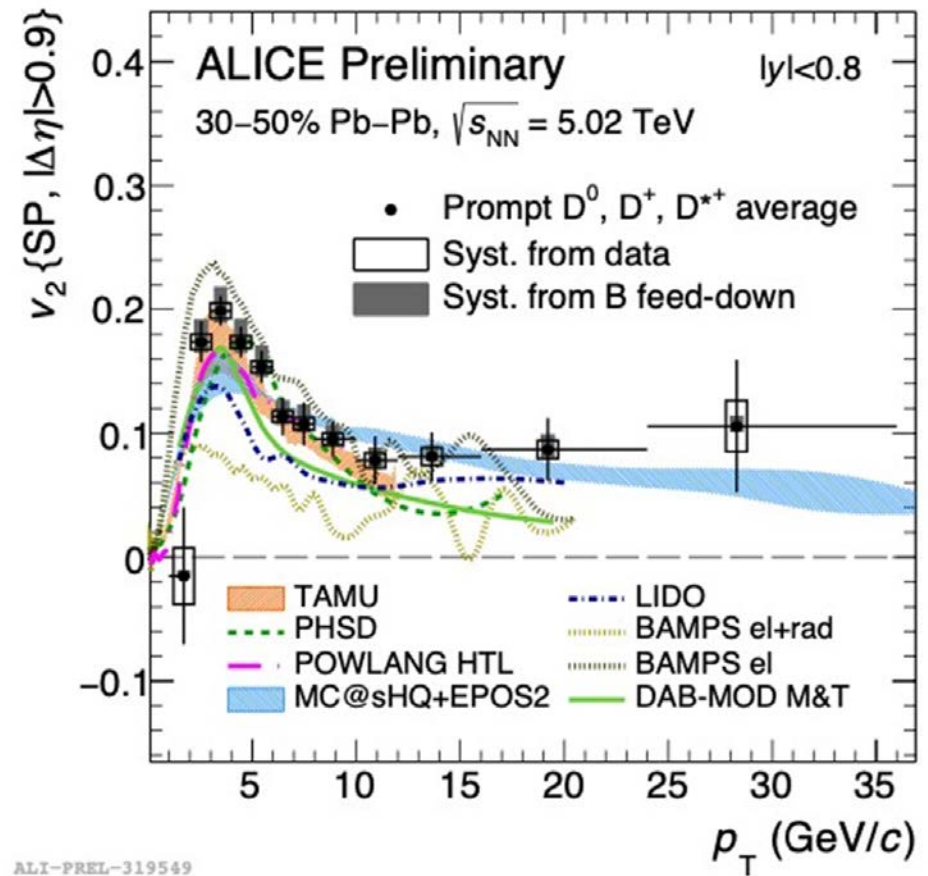 v₂{SP, |Δη|>0.9}
0.4
0.3
0.2
0.1
0
−0.1
ALICE Preliminary
|y|<0.8
30−50% Pb−Pb, √s_NN = 5.02 TeV
Prompt D⁰, D⁺, D*⁺ average
Syst. from data
Syst. from B feed-down
TAMU
PHSD
POWLANG HTL
MC@sHQ+EPOS2
LIDO
BAMPS el+rad
BAMPS el
DAB-MOD M&T
5 10 15 20 25 30 35
p_T (GeV/c)
ALI-PREL-319549